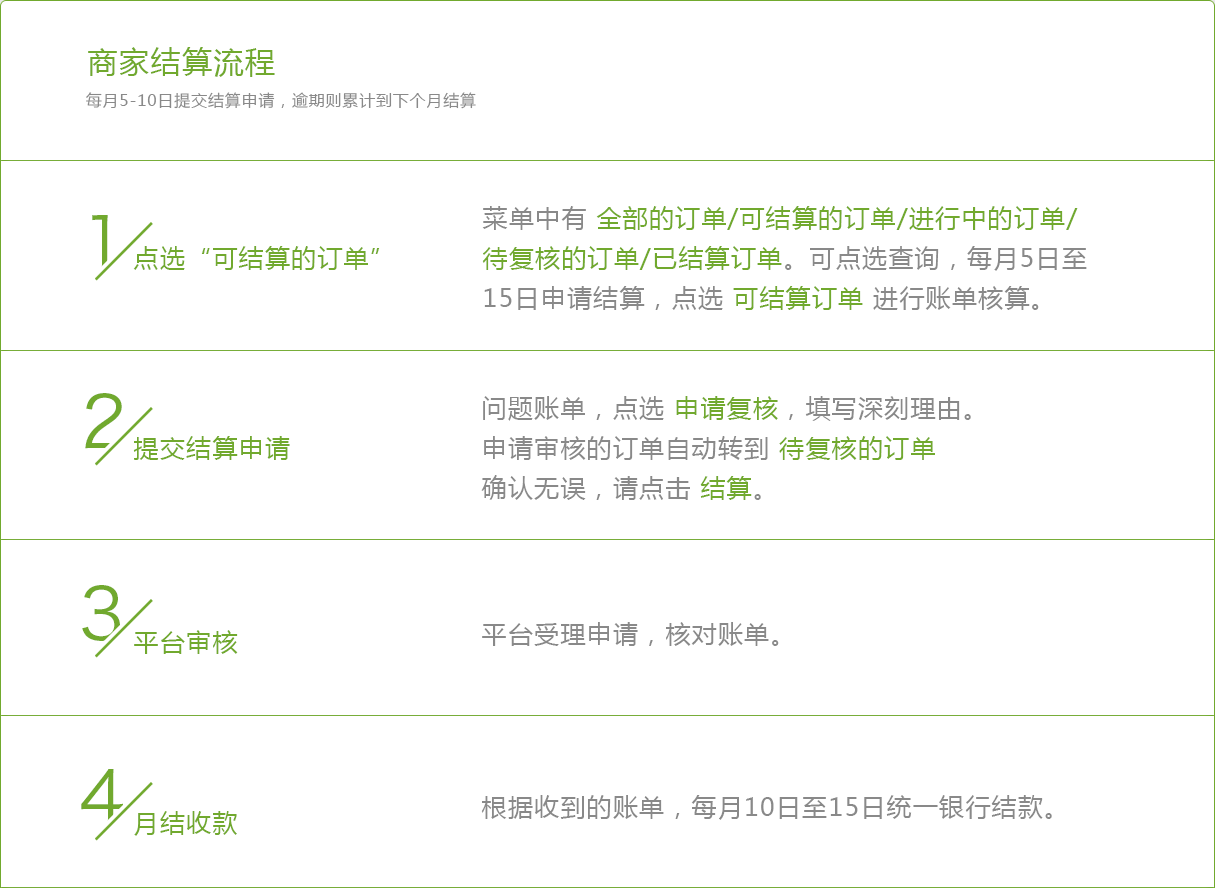 商家结算流程
每月5-10日提交结算申请，逾期则累计到下个月结算
1
点选“可结算的订单”
菜单中有 全部的订单/可结算的订单/进行中的订单/
待复核的订单/已结算订单。可点选查询，每月5日至
15日申请结算，点选 可结算订单 进行账单核算。
2
提交结算申请
问题账单，点选 申请复核，填写深刻理由。
申请审核的订单自动转到 待复核的订单
确认无误，请点击 结算。
3
平台审核
平台受理申请，核对账单。
4
月结收款
根据收到的账单，每月10日至15日统一银行结款。